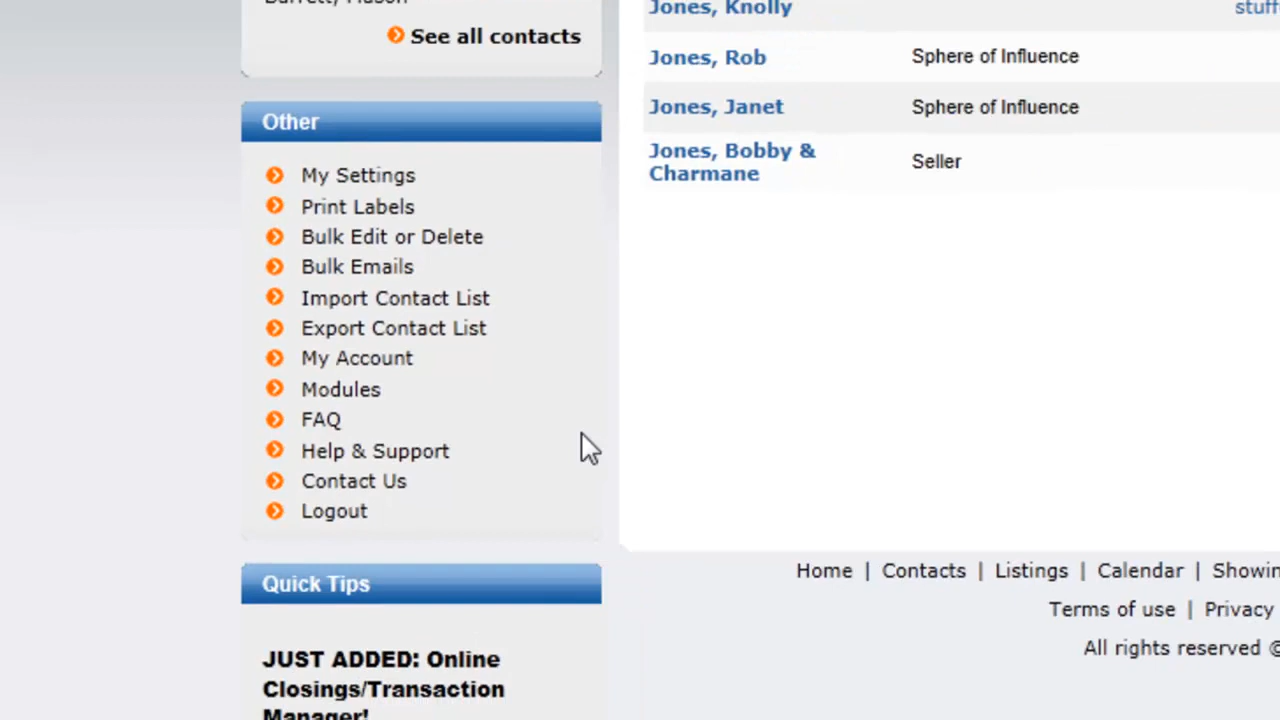 See all contacts
Other
My Settings
Print Labels
Bulk Edit or Delete
Bulk Emails
Import Contact List
Export Contact List
My Account
Modules
FAQ
Help & Support
Contact Us
Logout
Quick Tips
JUST ADDED: Online
Closings/Transaction
Manager!
Jones, Knolly stuff
Jones, Rob Sphere of Influence
Jones, Janet Sphere of Influence
Jones, Bobby & Seller
Charmane
Home | Contacts | Listings | Calendar |
Terms of use | Privacy
All rights reserved ©